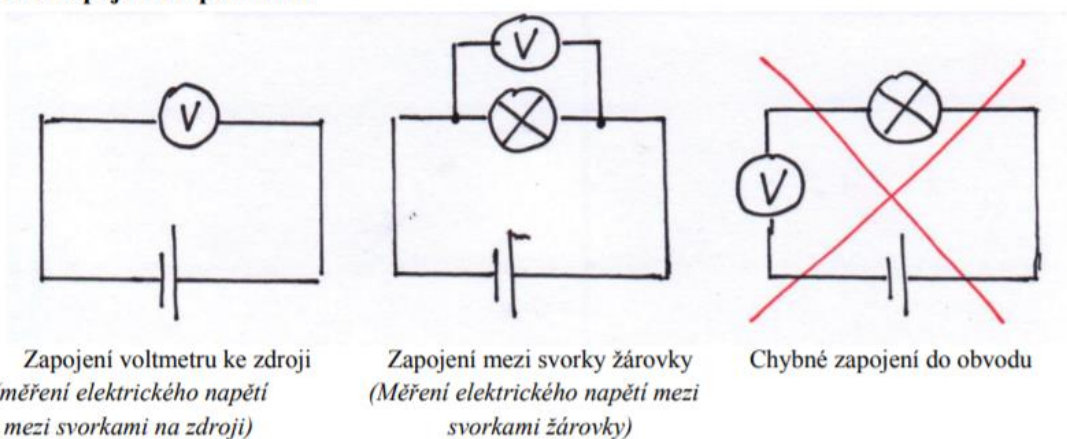 V
V
V
Zapojení voltmetru ke zdroji
měření elektrického napětí
mezi svorkami na zdroji)
Zapojení mezi svorky žárovky
(Měření elektrického napětí mezi
svorkami žárovky)
Chybné zapojení do obvodu